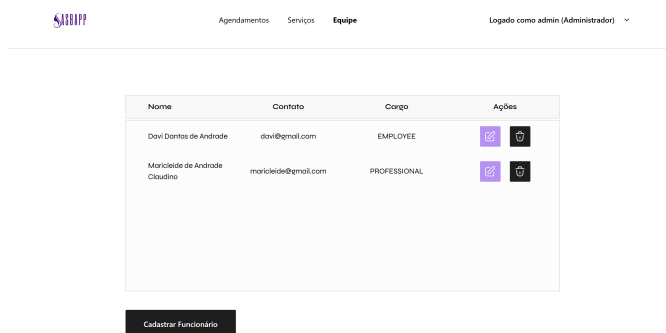 SASBAPP
Agendamentos Serviços Equipe Logado como admin (Administrador)
Nome Contato Cargo Ações
Davi Dantas de Andrade davi@gmail.com EMPLOYEE
Maricleide de Andrade
Claudino maricleide@gmail.com PROFESSIONAL
Cadastrar Funcionário